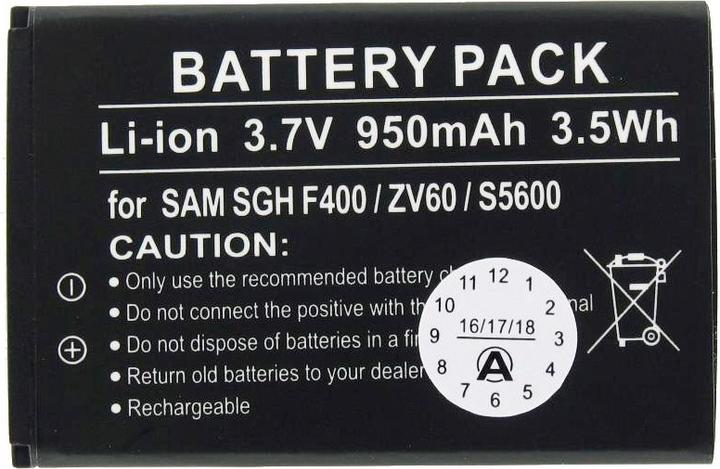 BATTERY PACK
Li-ion 3.7V 950mAh 3.5Wh
for SAM SGH F400 / ZV60 / S5600
CAUTION:
• Only use the recommended battery
• Do not connect the positive with
• Do not dispose of batteries in a
• Return old batteries to your dealer
• Rechargeable
11 12 1
10 2
16/17/18
9 3
A
8 4
7 6 5